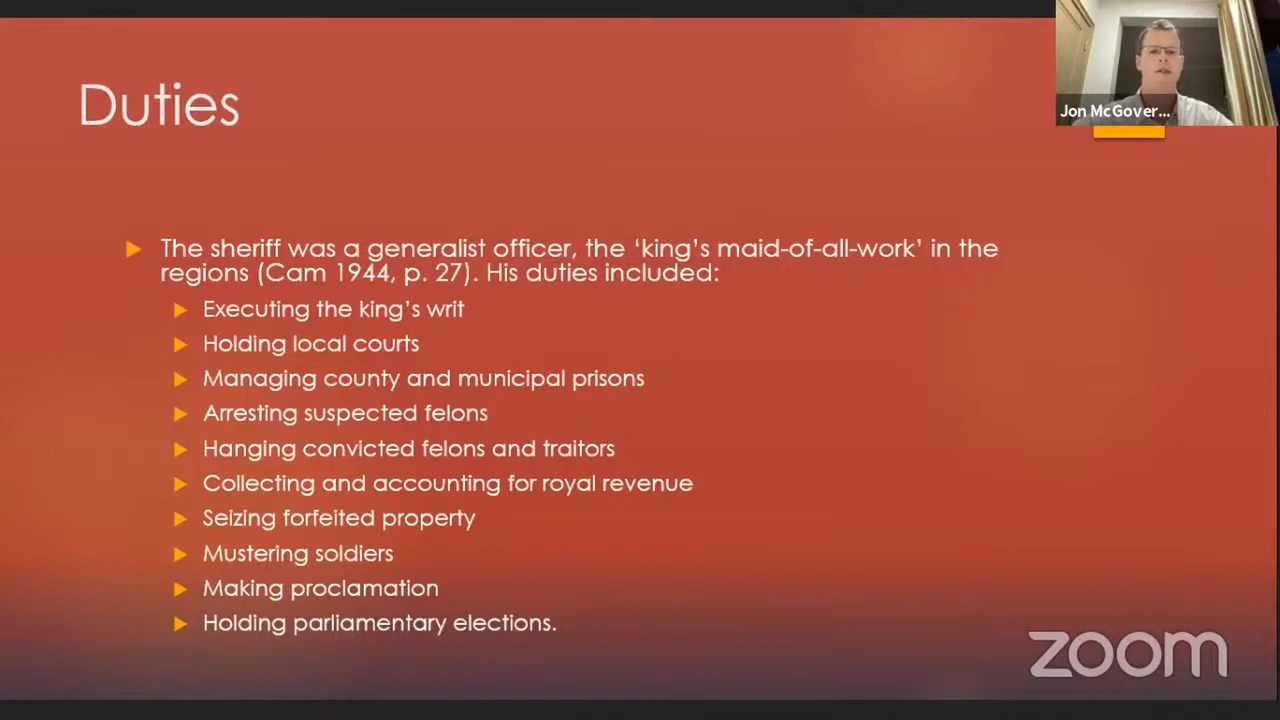 Jon McGover...
Duties
The sheriff was a generalist officer, the ‘king’s maid-of-all-work’ in the
regions (Cam 1944, p. 27). His duties included:
Executing the king’s writ
Holding local courts
Managing county and municipal prisons
Arresting suspected felons
Hanging convicted felons and traitors
Collecting and accounting for royal revenue
Seizing forfeited property
Mustering soldiers
Making proclamation
Holding parliamentary elections.
zoom